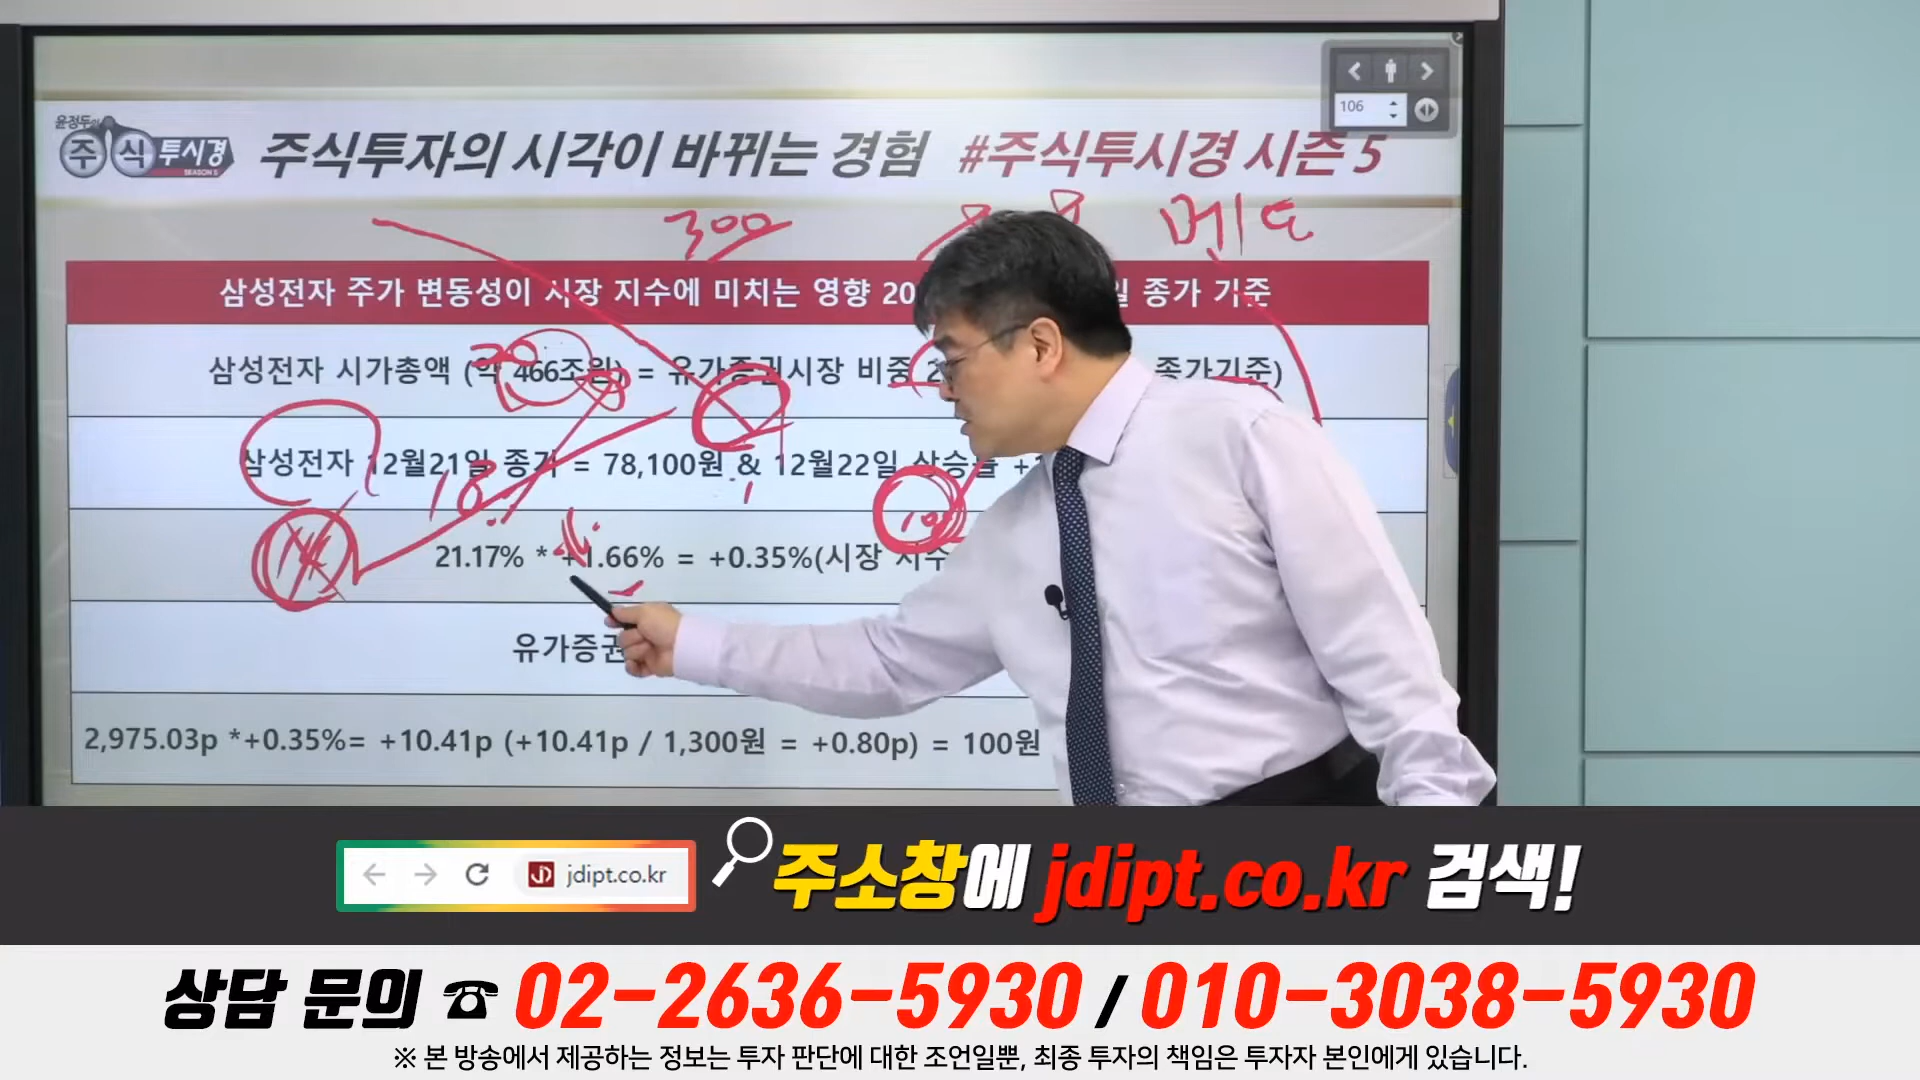 106
윤정두의
주식투시경
SEASON 5
주식투자의 시각이 바뀌는 경험 #주식투시경 시즌 5
300
멘토
삼성전자 주가 변동성이 시장 지수에 미치는 영향 20 일 종가 기준
삼성전자 시가총액 (약 466조원) = 유가증권시장 비중 2 종가기준)
삼성전자 12월21일 종가 = 78,100원 & 12월22일 상승률 +
21.17% * +1.66% = +0.35%(시장 지수
유가증권
2,975.03p *+0.35%= +10.41p (+10.41p / 1,300원 = +0.80p) = 100원
jdipt.co.kr
주소창에 jdipt.co.kr 검색!
상담 문의 ☎ 02-2636-5930 / 010-3038-5930
※ 본 방송에서 제공하는 정보는 투자 판단에 대한 조언일뿐, 최종 투자의 책임은 투자자 본인에게 있습니다.